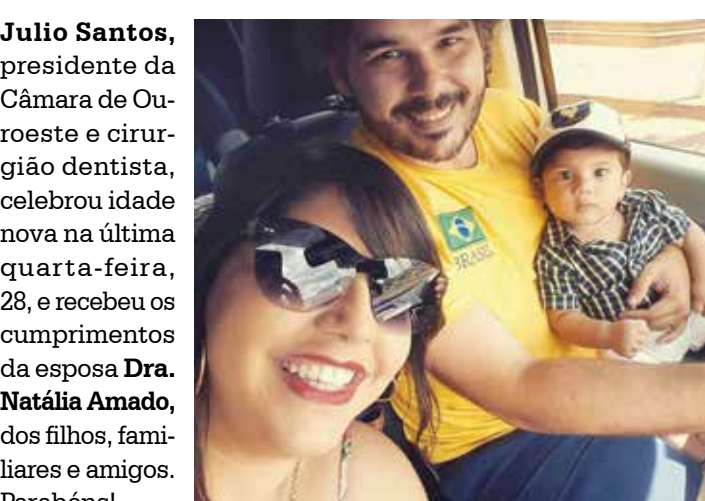 Julio Santos,
presidente da
Câmara de Ou-
roeste e cirur-
gião dentista,
celebrou idade
nova na última
quarta-feira,
28, e recebeu os
cumprimentos
da esposa Dra.
Natália Amado,
dos filhos, fami-
liares e amigos.
Parabéns!
BRASIL